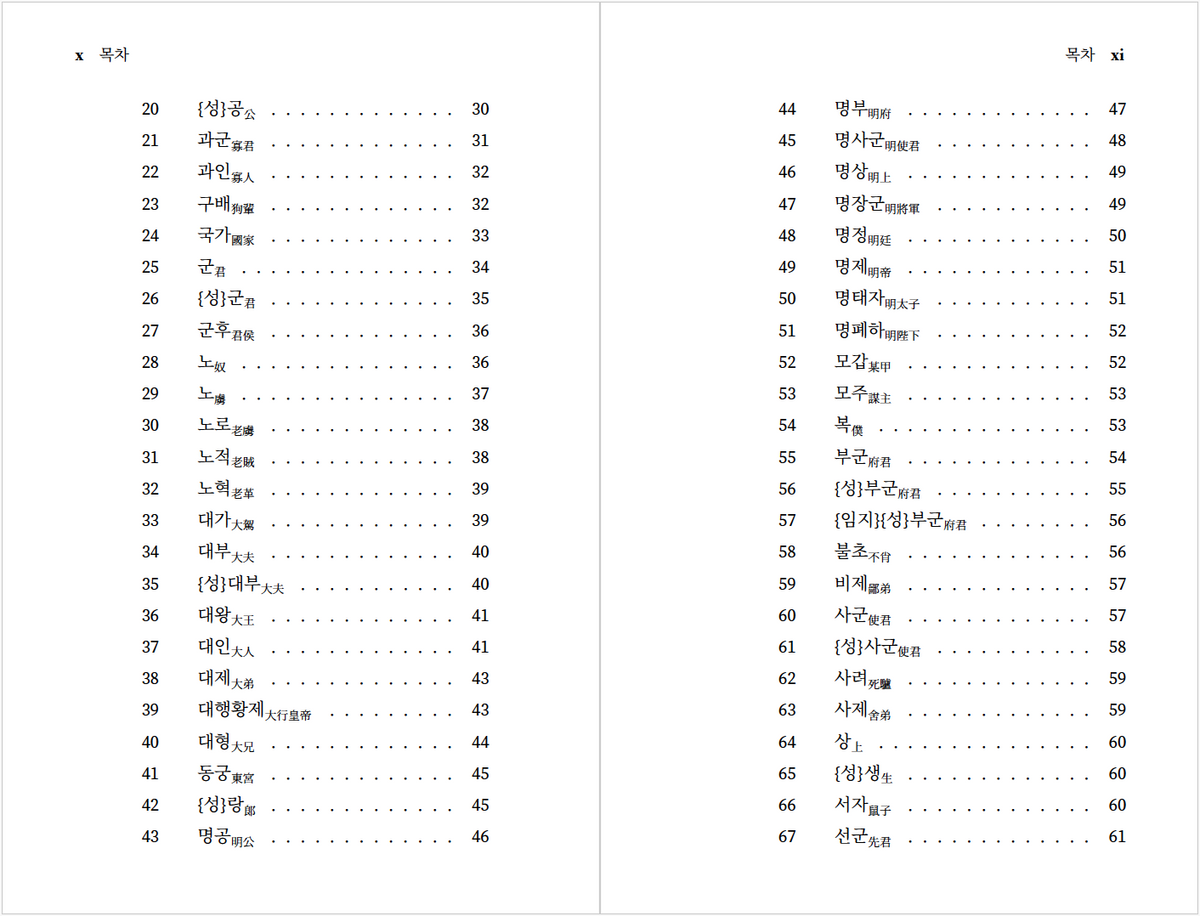 x 목차
20 {성}공公 . . . . . . . . . . . . . 30
21 과군寡君 . . . . . . . . . . . . . 31
22 과인寡人 . . . . . . . . . . . . . 32
23 구배狗輩 . . . . . . . . . . . . . 32
24 국가國家 . . . . . . . . . . . . . 33
25 군君 . . . . . . . . . . . . . . . 34
26 {성}군君 . . . . . . . . . . . . . 35
27 군후君侯 . . . . . . . . . . . . . 36
28 노奴 . . . . . . . . . . . . . . . 36
29 노虜 . . . . . . . . . . . . . . . 37
30 노로老虜 . . . . . . . . . . . . . 38
31 노적老賊 . . . . . . . . . . . . . 38
32 노혁老革 . . . . . . . . . . . . . 39
33 대가大駕 . . . . . . . . . . . . . 39
34 대부大夫 . . . . . . . . . . . . . 40
35 {성}대부大夫 . . . . . . . . . . . 40
36 대왕大王 . . . . . . . . . . . . . 41
37 대인大人 . . . . . . . . . . . . . 41
38 대제大弟 . . . . . . . . . . . . . 43
39 대행황제大行皇帝 . . . . . . . . . 43
40 대형大兄 . . . . . . . . . . . . . 44
41 동궁東宮 . . . . . . . . . . . . . 45
42 {성}랑郎 . . . . . . . . . . . . . 45
43 명공明公 . . . . . . . . . . . . . 46
목차 xi
44 명부明府 . . . . . . . . . . . . . 47
45 명사군明使君 . . . . . . . . . . . 48
46 명상明上 . . . . . . . . . . . . . 49
47 명장군明將軍 . . . . . . . . . . . 49
48 명정明廷 . . . . . . . . . . . . . 50
49 명제明帝 . . . . . . . . . . . . . 51
50 명태자明太子 . . . . . . . . . . . 51
51 명폐하明陛下 . . . . . . . . . . . 52
52 모갑某甲 . . . . . . . . . . . . . 52
53 모주謀主 . . . . . . . . . . . . . 53
54 복僕 . . . . . . . . . . . . . . . 53
55 부군府君 . . . . . . . . . . . . . 54
56 {성}부군府君 . . . . . . . . . . . 55
57 {임지}{성}부군府君 . . . . . . . . 56
58 불초不肖 . . . . . . . . . . . . . 56
59 비제鄙弟 . . . . . . . . . . . . . 57
60 사군使君 . . . . . . . . . . . . . 57
61 {성}사군使君 . . . . . . . . . . . 58
62 사려死驢 . . . . . . . . . . . . . 59
63 사제舍弟 . . . . . . . . . . . . . 59
64 상上 . . . . . . . . . . . . . . . 60
65 {성}생生 . . . . . . . . . . . . . 60
66 서자鼠子 . . . . . . . . . . . . . 60
67 선군先君 . . . . . . . . . . . . . 61